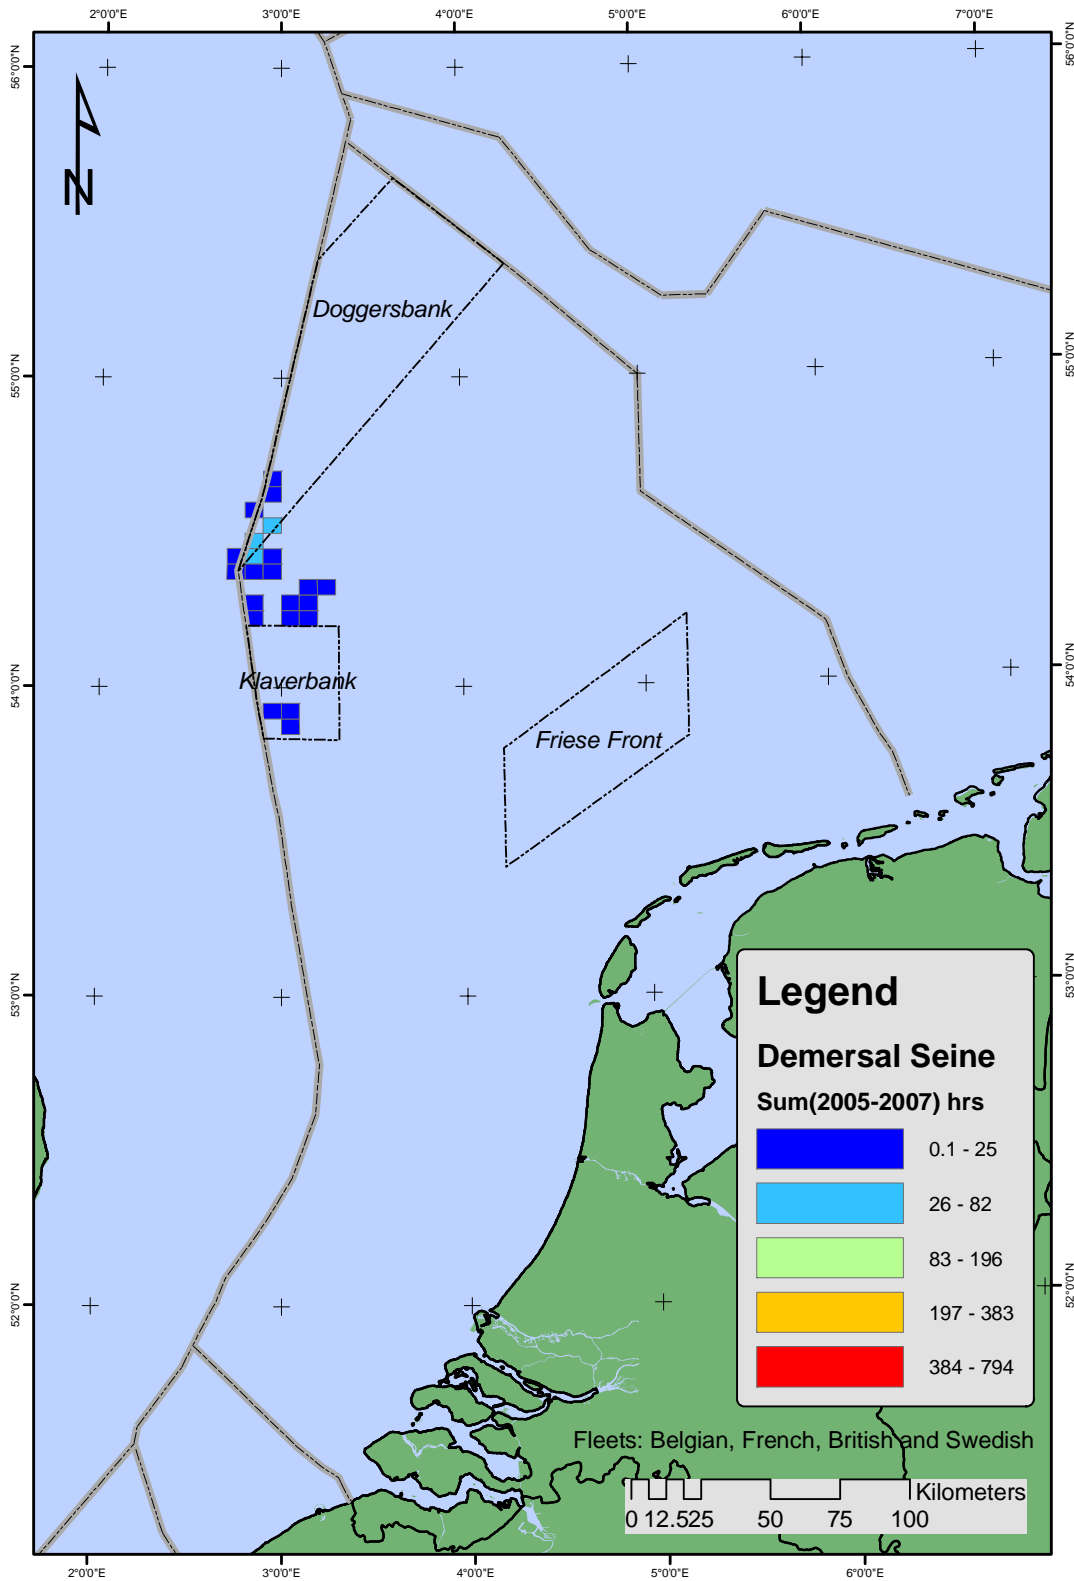 2°0'0"E 3°0'0"E 4°0'0"E 5°0'0"E 6°0'0"E 7°0'0"E
56°0'0"N
56°0'0"N
N
Doggersbank
55°0'0"N
55°0'0"N
Klaverbank
54°0'0"N
54°0'0"N
Friese Front
53°0'0"N
53°0'0"N
Legend
Demersal Seine
Sum(2005-2007) hrs
0.1 - 25
26 - 82
83 - 196
197 - 383
384 - 794
52°0'0"N
52°0'0"N
Fleets: Belgian, French, British and Swedish
Kilometers
0 12.525 50 75 100
2°0'0"E 3°0'0"E 4°0'0"E 5°0'0"E 6°0'0"E